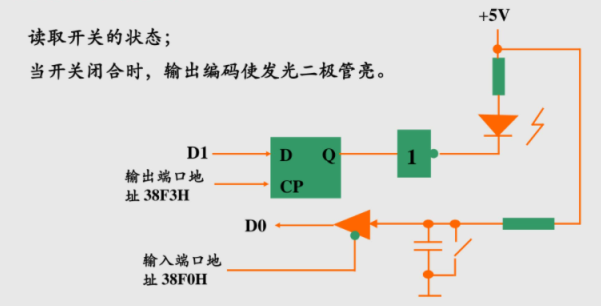 读取开关的状态；
当开关闭合时，输出编码使发光二极管亮。
+5V
D1
D
Q
1
CP
输出端口地
址 38F3H
D0
输入端口地
址 38F0H